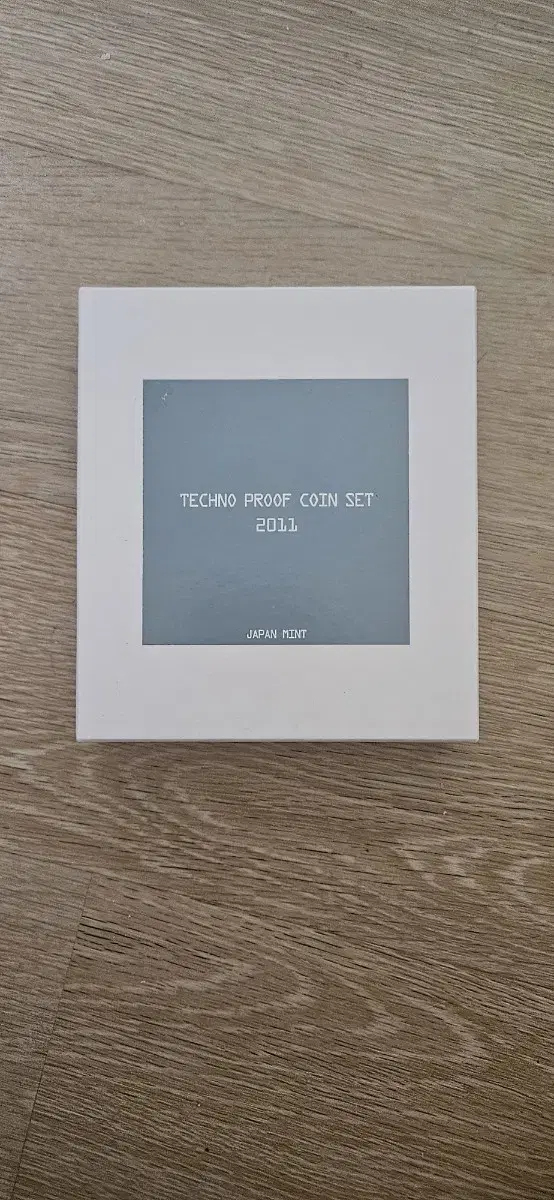 TECHNO PROOF COIN SET
2011
JAPAN MINT